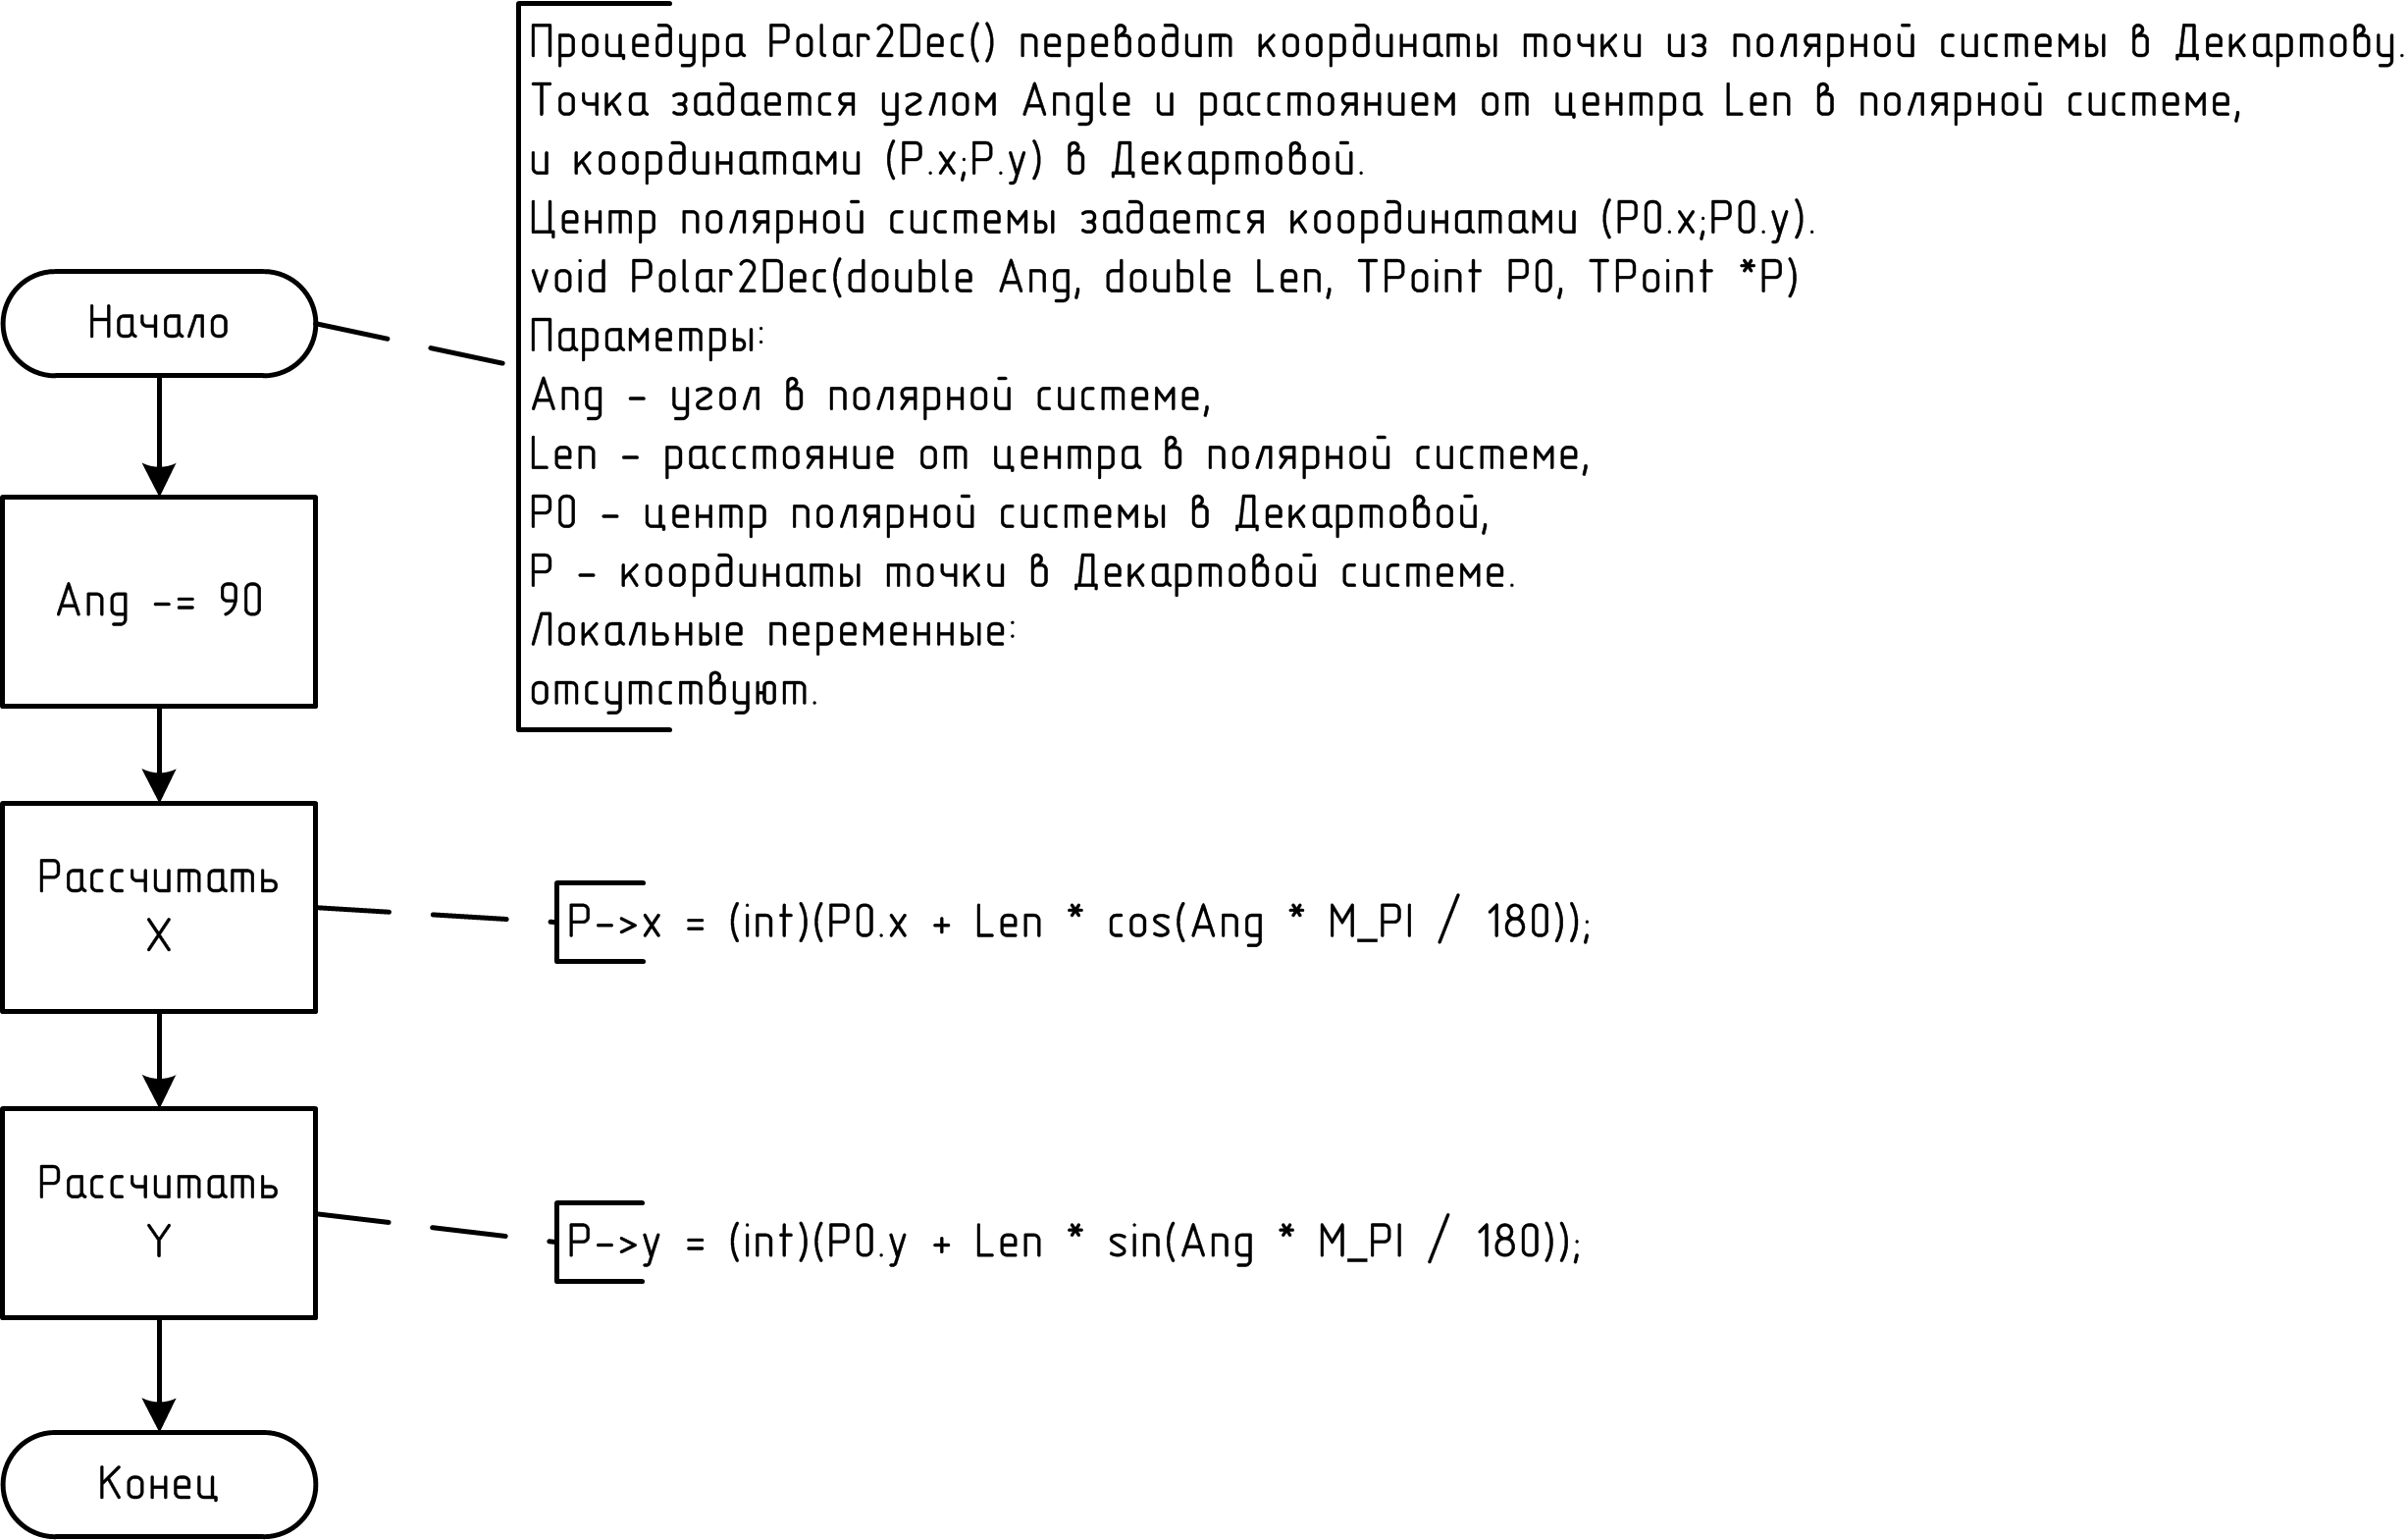 Процедура Polar2Dec() переводит координаты точки из полярной системы в Декартову.
Точка задается углом Angle и расстоянием от центра Len в полярной системе,
и координатами (P.x;P.y) в Декартовой.
Центр полярной системы задается координатами (P0.x;P0.y).
void Polar2Dec(double Ang, double Len, TPoint P0, TPoint *P)
Параметры:
Ang - угол в полярной системе,
Len - расстояние от центра в полярной системе,
P0 - центр полярной системы в Декартовой,
P - координаты точки в Декартовой системе.
Локальные переменные:
отсутствуют.
Начало
Ang -= 90
Рассчитать
X
P->x = (int)(P0.x + Len * cos(Ang * M_PI / 180));
Рассчитать
Y
P->y = (int)(P0.y + Len * sin(Ang * M_PI / 180));
Конец